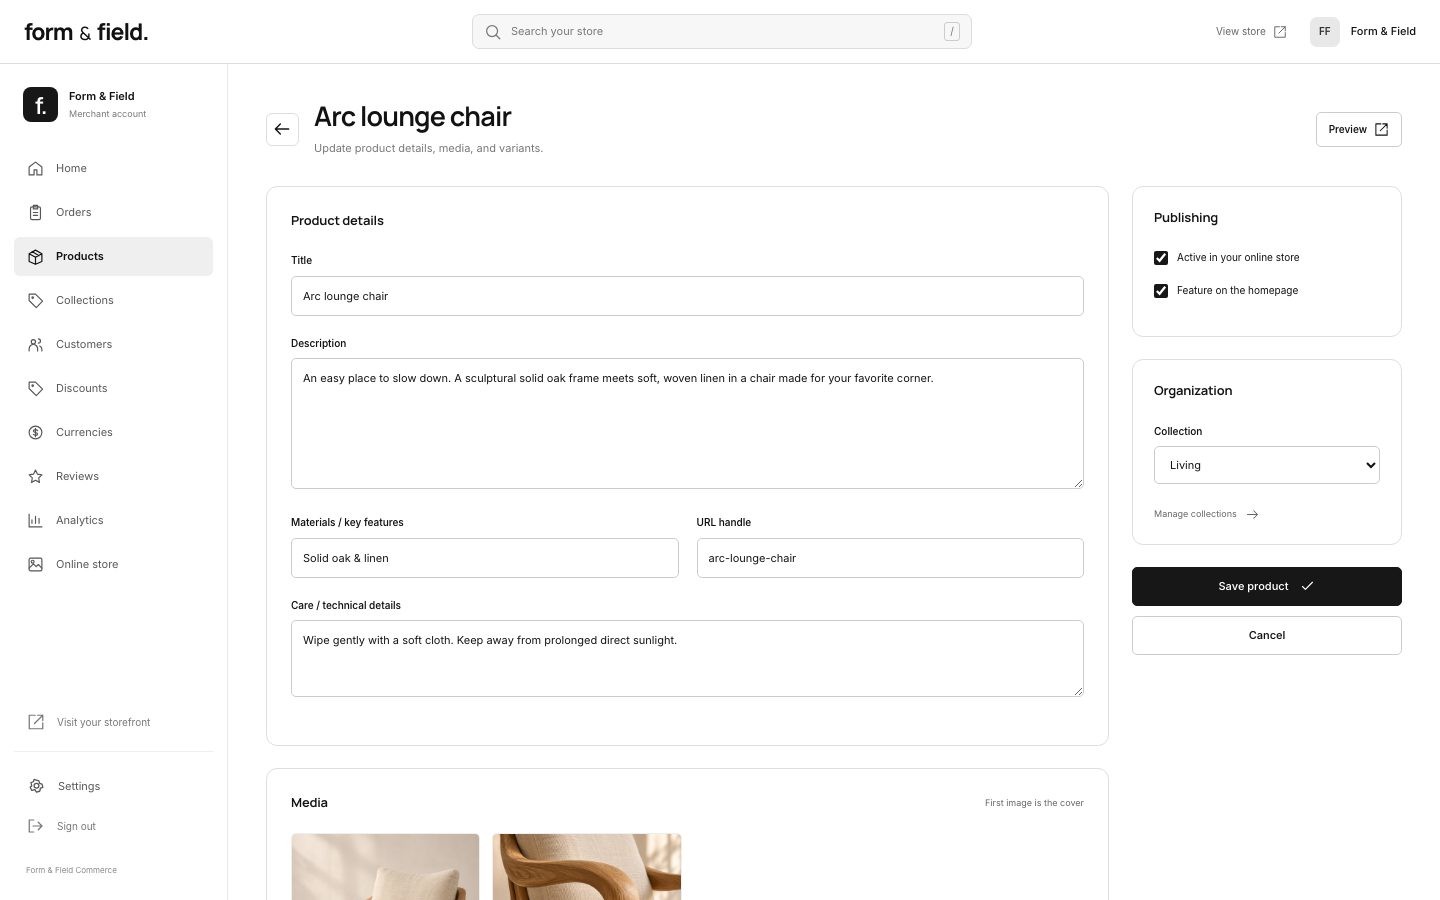 form & field.
Search your store
/
View store
FF
Form & Field
f.
Form & Field
Merchant account
Home
Orders
Products
Collections
Customers
Discounts
Currencies
Reviews
Analytics
Online store
Visit your storefront
Settings
Sign out
Form & Field Commerce
Arc lounge chair
Update product details, media, and variants.
Preview
Product details
Title
Arc lounge chair
Description
An easy place to slow down. A sculptural solid oak frame meets soft, woven linen in a chair made for your favorite corner.
Materials / key features
URL handle
Solid oak & linen
arc-lounge-chair
Care / technical details
Wipe gently with a soft cloth. Keep away from prolonged direct sunlight.
Media
First image is the cover
Publishing
Active in your online store
Feature on the homepage
Organization
Collection
Living
Manage collections
Save product
Cancel